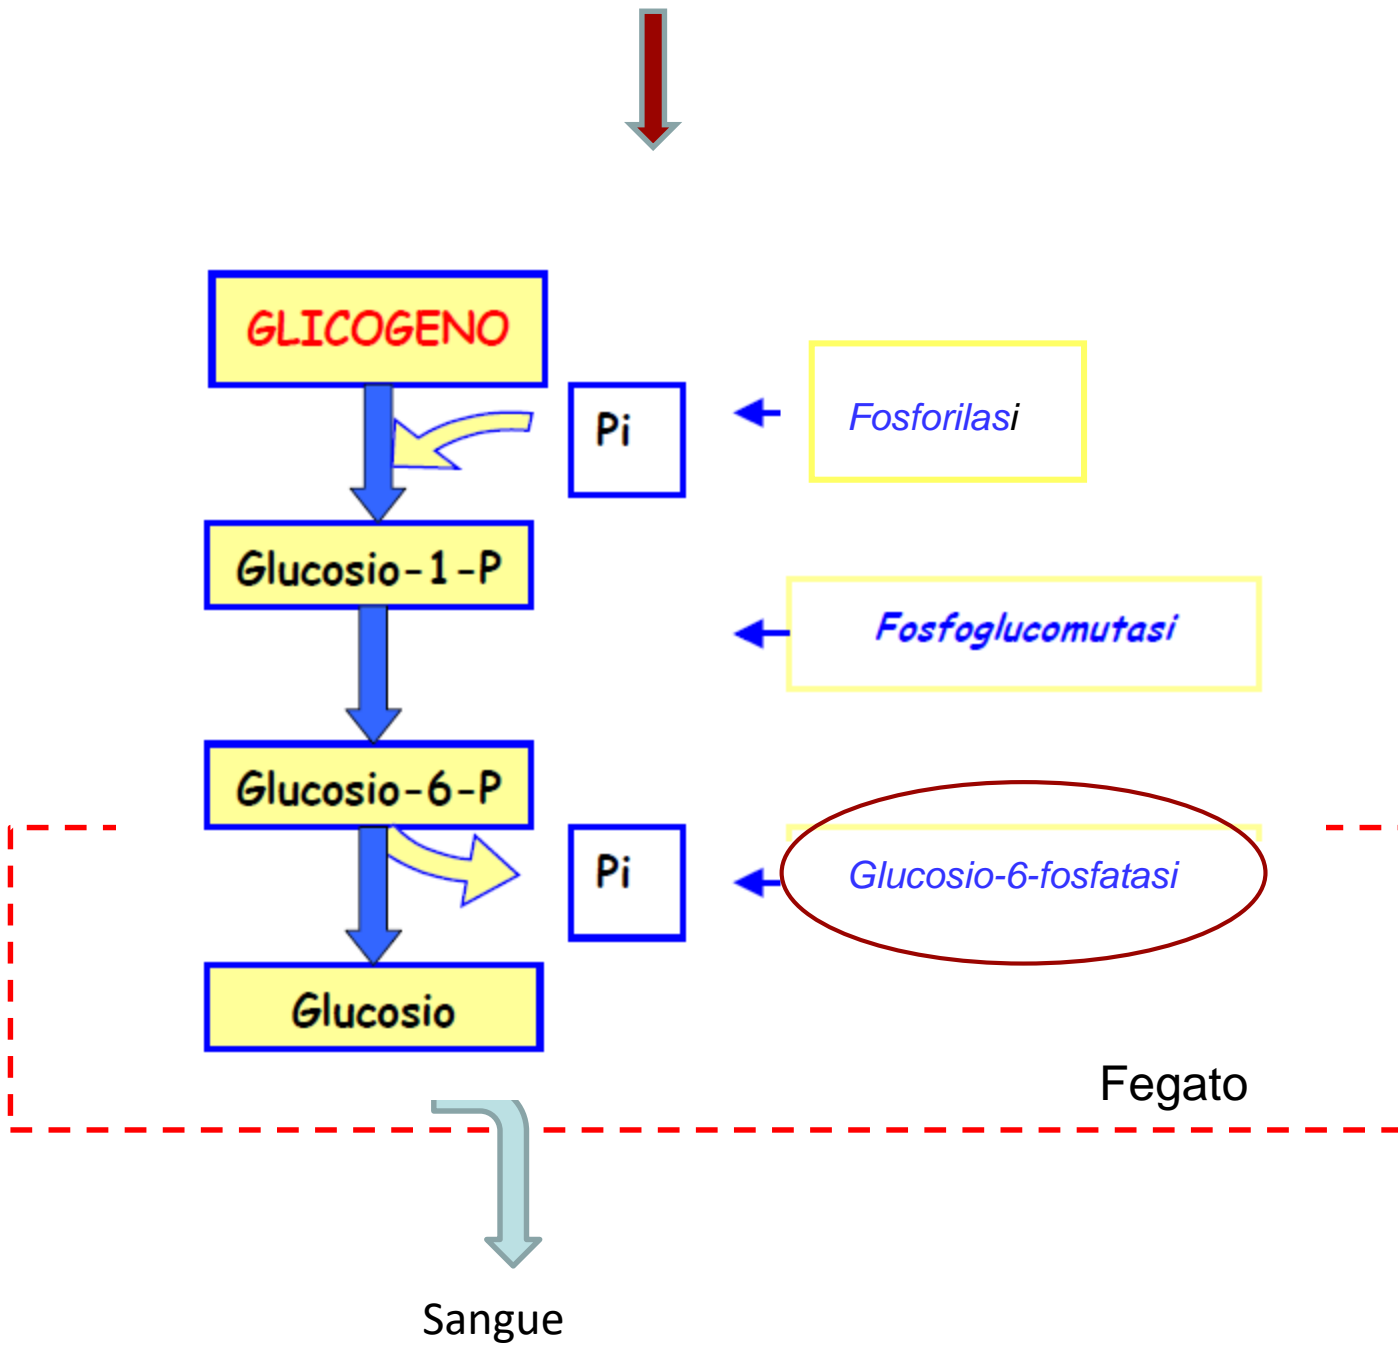 GLICOGENO
Pi
Fosforilasi
Glucosio-1-P
Fosfoglucomutasi
Glucosio-6-P
Pi
Glucosio-6-fosfatasi
Glucosio
Fegato
Sangue